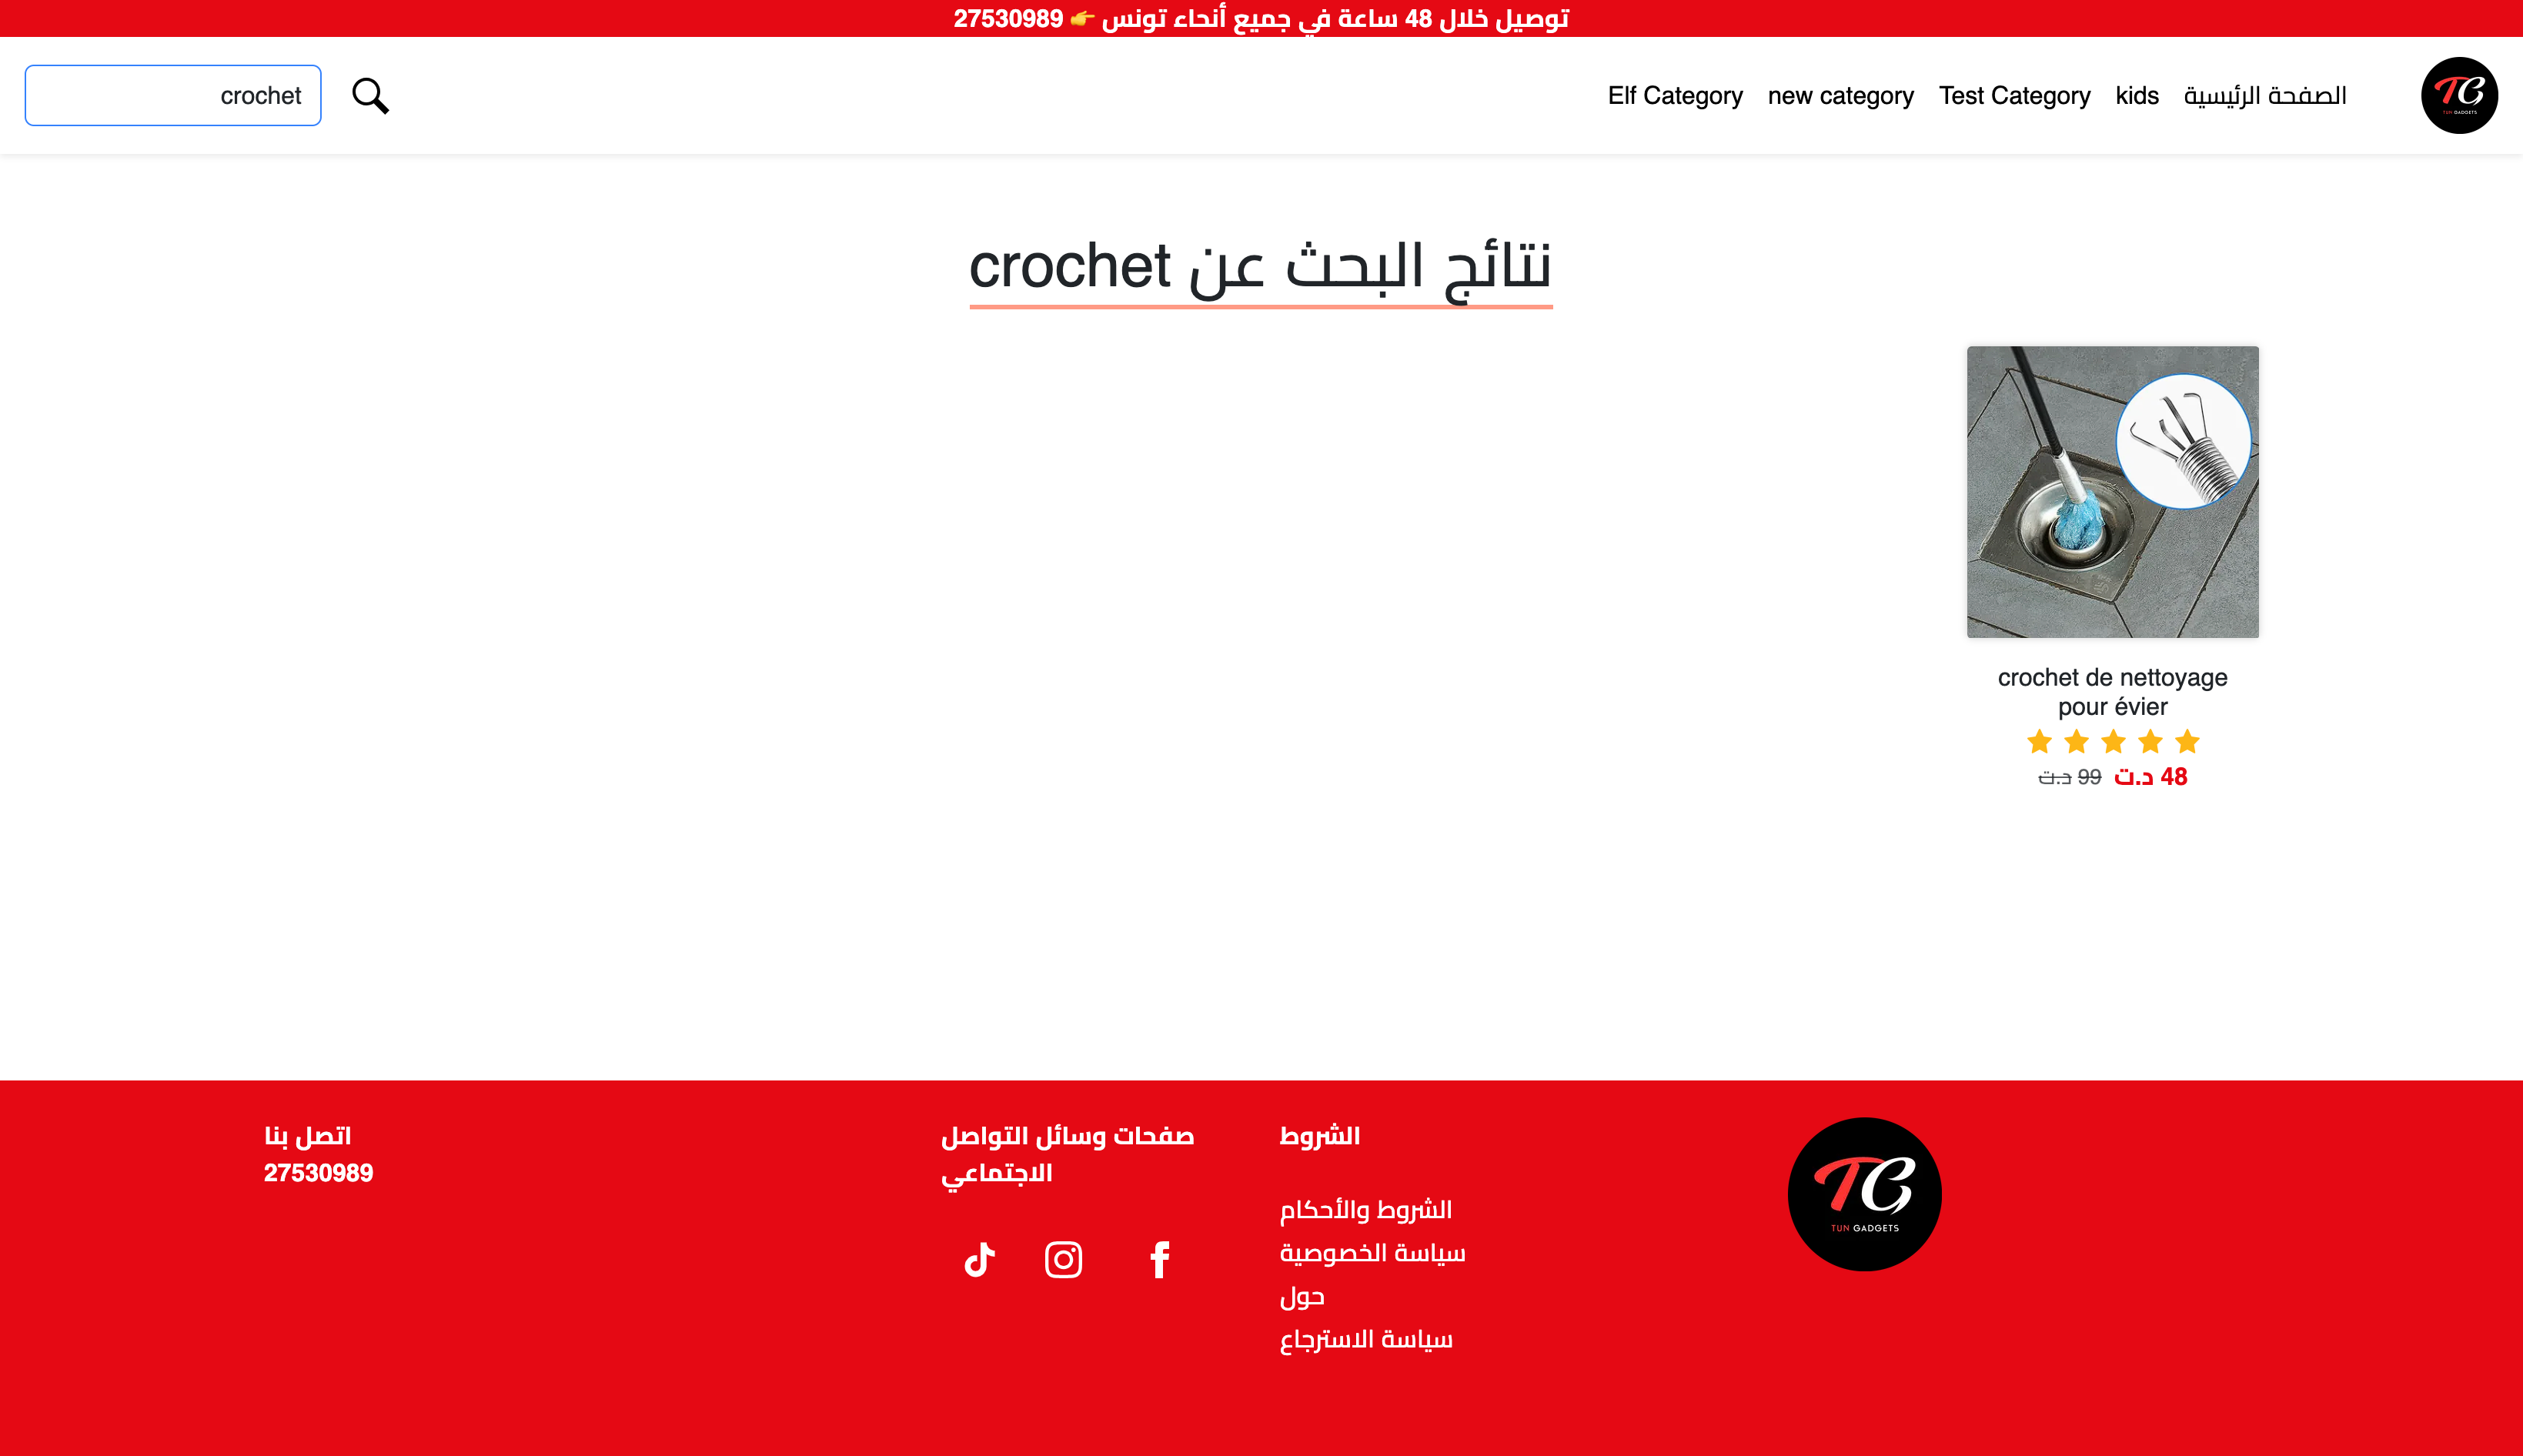 توصيل خلال 48 ساعة في جميع أنحاء تونس 👉 27530989
TG
TUN GADGETS
الصفحة الرئيسية kids Test Category new category Elf Category
crochet
نتائج البحث عن crochet
crochet de nettoyage
pour évier
48 د.ت 99 د.ت
TG
TUN GADGETS
الشروط
الشروط والأحكام
سياسة الخصوصية
حول
سياسة الاسترجاع
صفحات وسائل التواصل
الاجتماعي
اتصل بنا
27530989